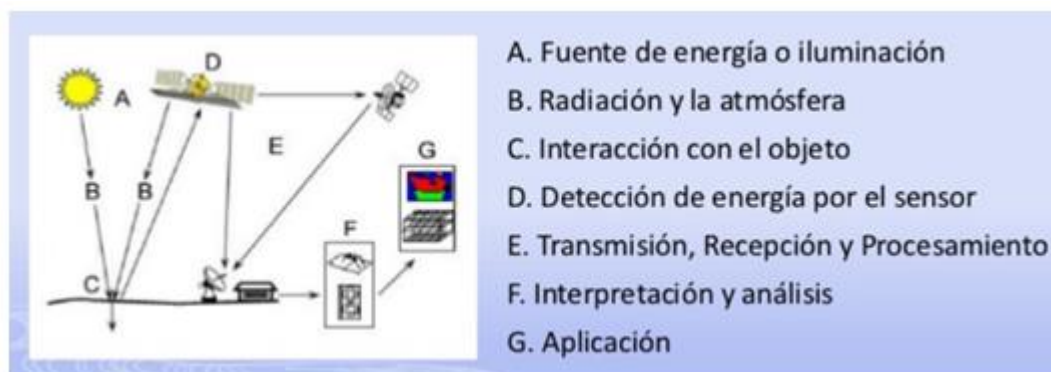 D
A
E
G
B
B
F
C
A. Fuente de energía o iluminación
B. Radiación y la atmósfera
C. Interacción con el objeto
D. Detección de energía por el sensor
E. Transmisión, Recepción y Procesamiento
F. Interpretación y análisis
G. Aplicación